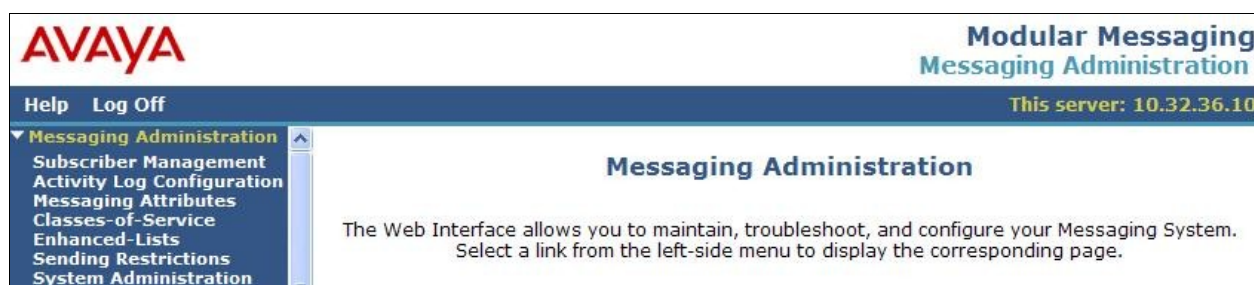 AVAYA
Modular Messaging
Messaging Administration
Help Log Off
This server: 10.32.36.10
Messaging Administration
Subscriber Management
Activity Log Configuration
Messaging Attributes
Classes-of-Service
Enhanced-Lists
Sending Restrictions
System Administration
Messaging Administration
The Web Interface allows you to maintain, troubleshoot, and configure your Messaging System.
Select a link from the left-side menu to display the corresponding page.